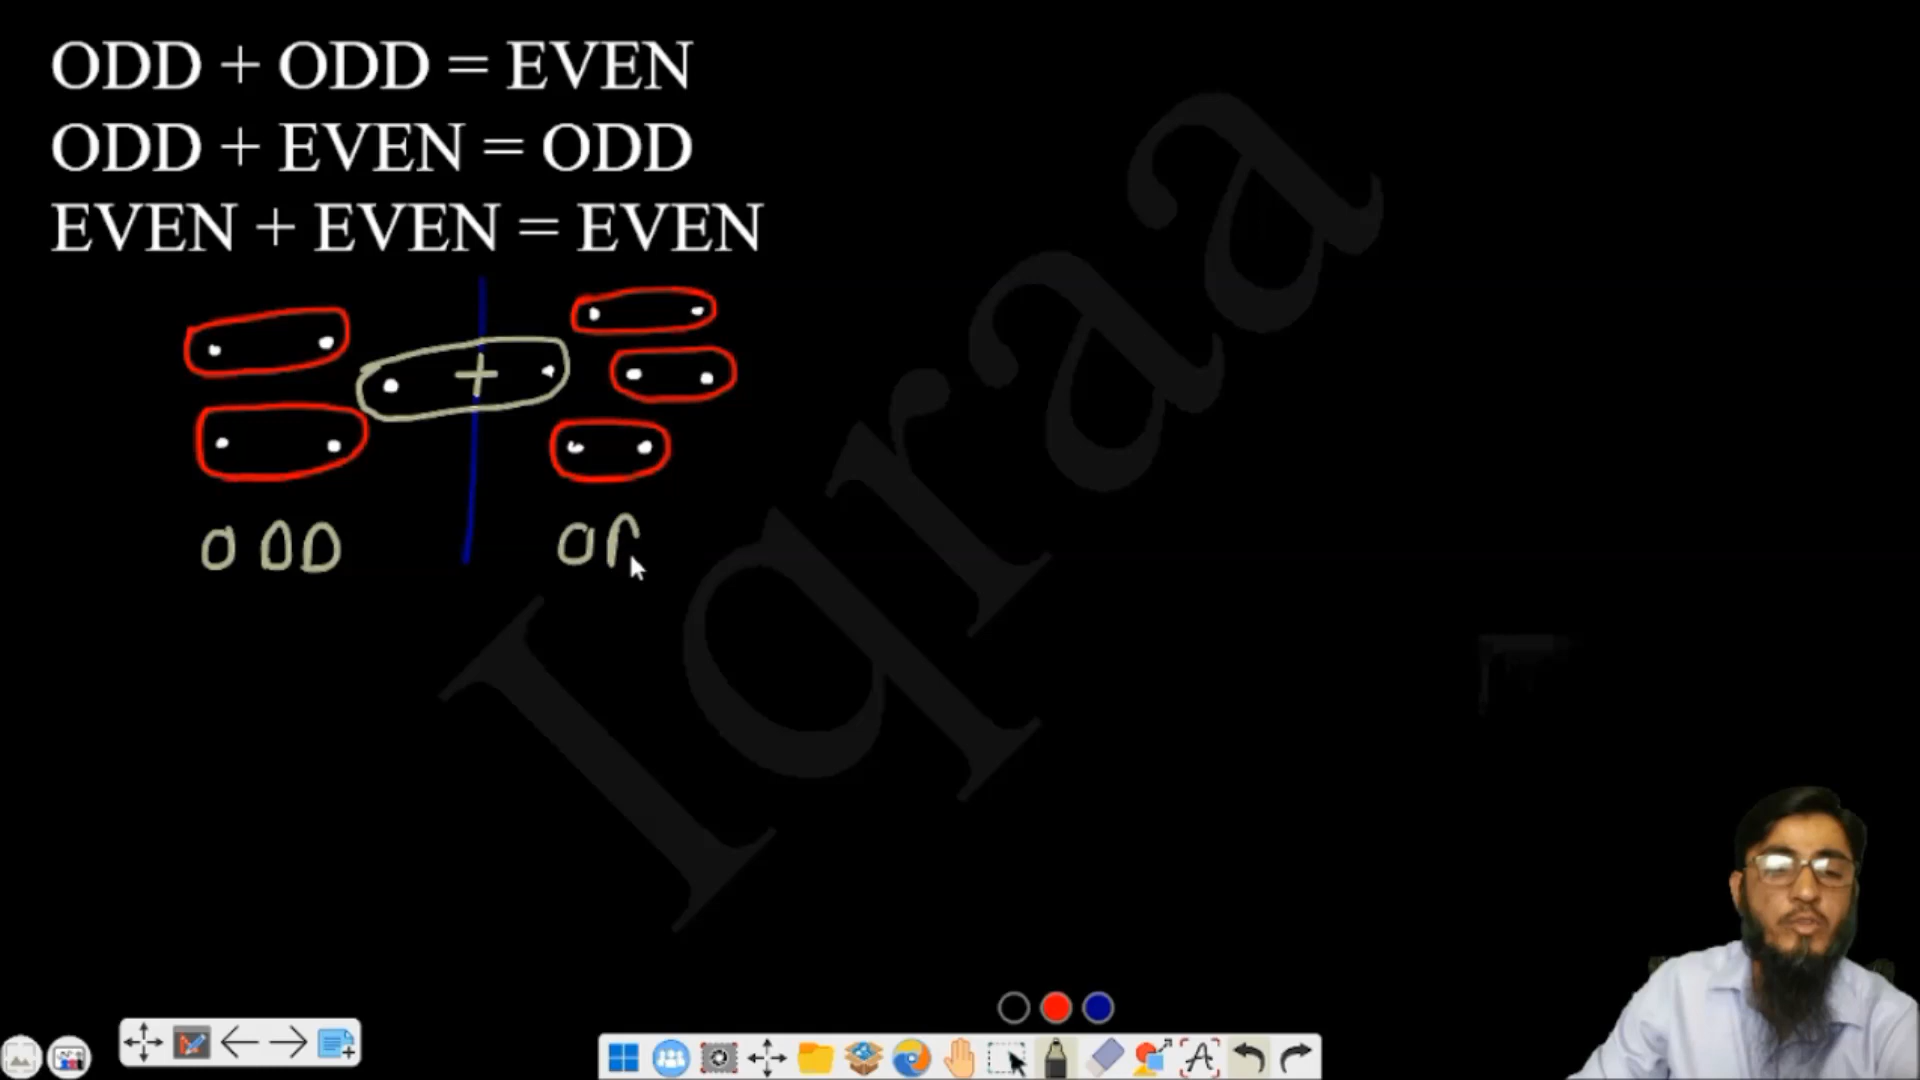 ODD + ODD = EVEN
ODD + EVEN = ODD
EVEN + EVEN = EVEN
+
ODD
Iqraa